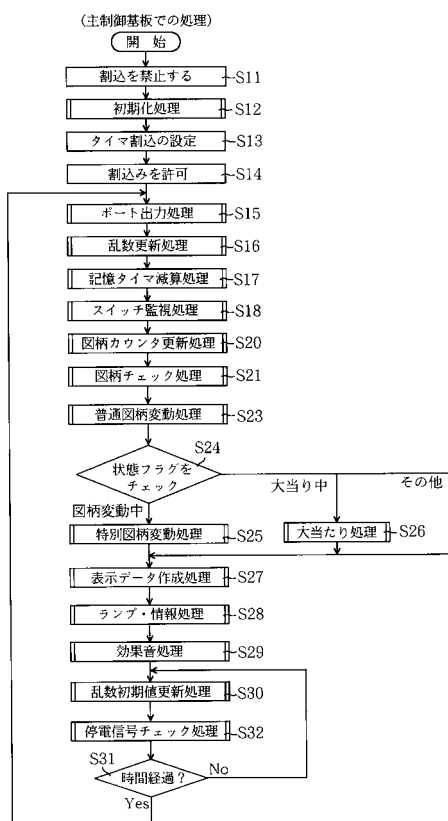 (主制御基板での処理)
開 始
割込を禁止する S11
初期化処理 S12
タイマ割込の設定 S13
割込みを許可 S14
ポート出力処理 S15
乱数更新処理 S16
記憶タイマ減算処理 S17
スイッチ監視処理 S18
図柄カウンタ更新処理 S20
図柄チェック処理 S21
普通図柄変動処理 S23
S24
状態フラグを
チェック
大当り中
その他
図柄変動中
特別図柄変動処理 S25
大当たり処理 S26
表示データ作成処理 S27
ランプ・情報処理 S28
効果音処理 S29
乱数初期値更新処理 S30
停電信号チェック処理 S32
S31
時間経過? No
Yes